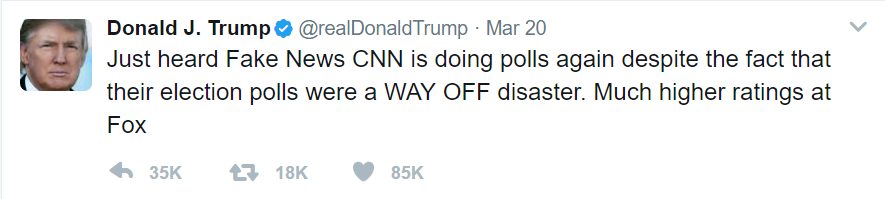 Donald J. Trump @realDonaldTrump · Mar 20
Just heard Fake News CNN is doing polls again despite the fact that
their election polls were a WAY OFF disaster. Much higher ratings at
Fox
35K 18K 85K